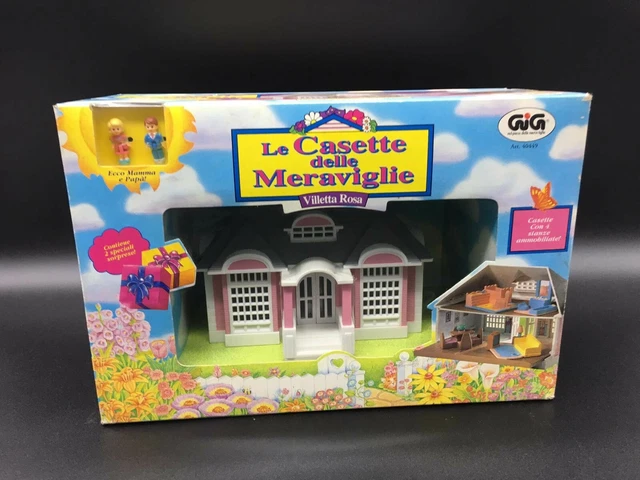 Ecco Mamma
e Papà!
Le Casette
delle
Meraviglie
Villetta Rosa
GiG
Contiene
2 speciali
sorprese!
Casette
Con 4
stanze
ammobiliate!